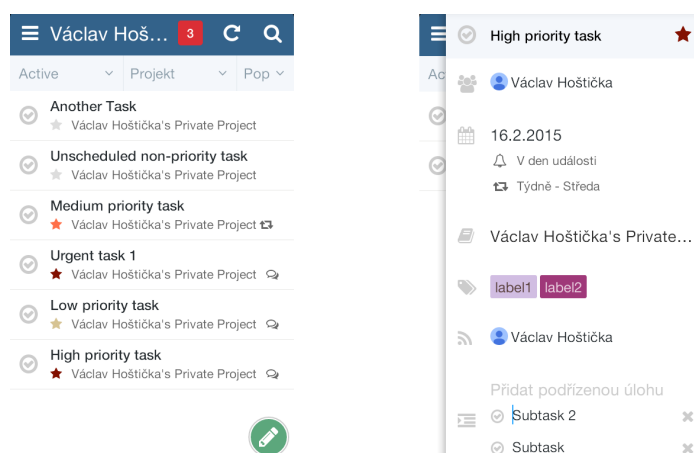 Václav Hoš... 3
Active Projekt Pop
Another Task
Václav Hoštička's Private Project
Unscheduled non-priority task
Václav Hoštička's Private Project
Medium priority task
Václav Hoštička's Private Project
Urgent task 1
Václav Hoštička's Private Project
Low priority task
Václav Hoštička's Private Project
High priority task
Václav Hoštička's Private Project
Ac
High priority task
Václav Hoštička
16.2.2015
V den události
Týdně - Středa
Václav Hoštička's Private...
label1 label2
Václav Hoštička
Přidat podřízenou úlohu
Subtask 2
Subtask